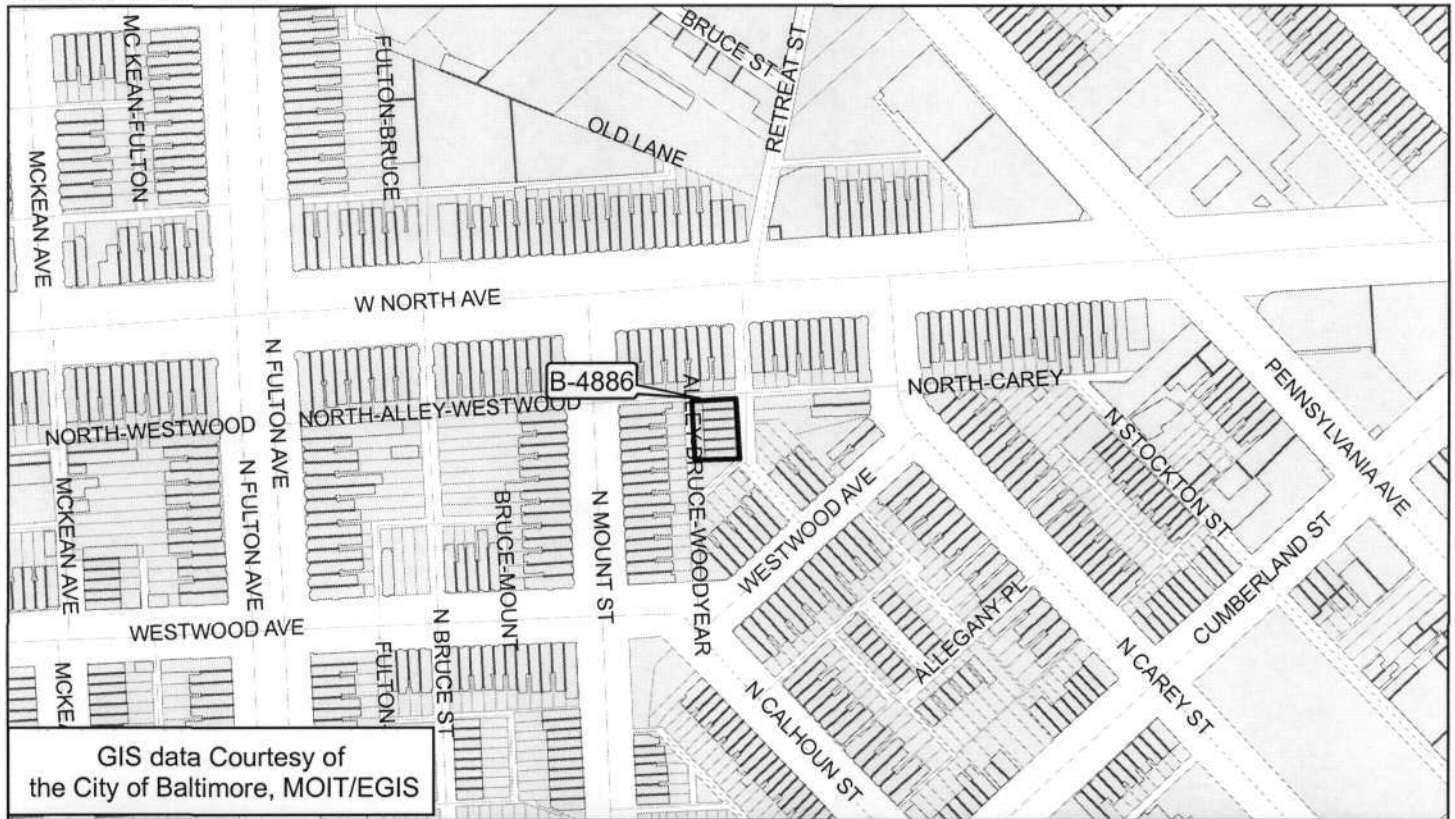 MC KEAN-FULTON
FULTON-BRUCE
BRUCE ST
RETREAT ST
OLD LANE
MCKEAN AVE
W NORTH AVE
N FULTON AVE
B-4886
NORTH-CAREY
NORTH-ALLEY-WESTWOOD
NORTH-WESTWOOD
PENNSYLVANIA AVE
N STOCKTON ST
MCKEAN AVE
N FULTON AVE
BRUCE-MOUNT
N MOUNT ST
ALLEY-BRUCE-WOODYEAR
WESTWOOD AVE
CUMBERLAND ST
WESTWOOD AVE
ALLEGANY PL
N CAREY ST
MCKEA
FULTON-
N BRUCE ST
N CALHOUN ST
GIS data Courtesy of
the City of Baltimore, MOIT/EGIS